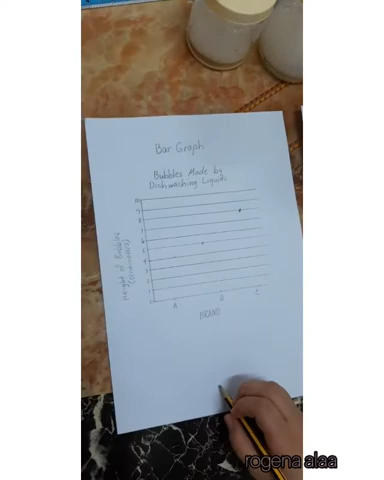 Bar Graph
Bubbles Made by
Dishwashing Liquids
Height of Bubbles
(centimeters)
10
9
8
7
6
5
4
3
2
1
A B C
BRAND
rogena alaa